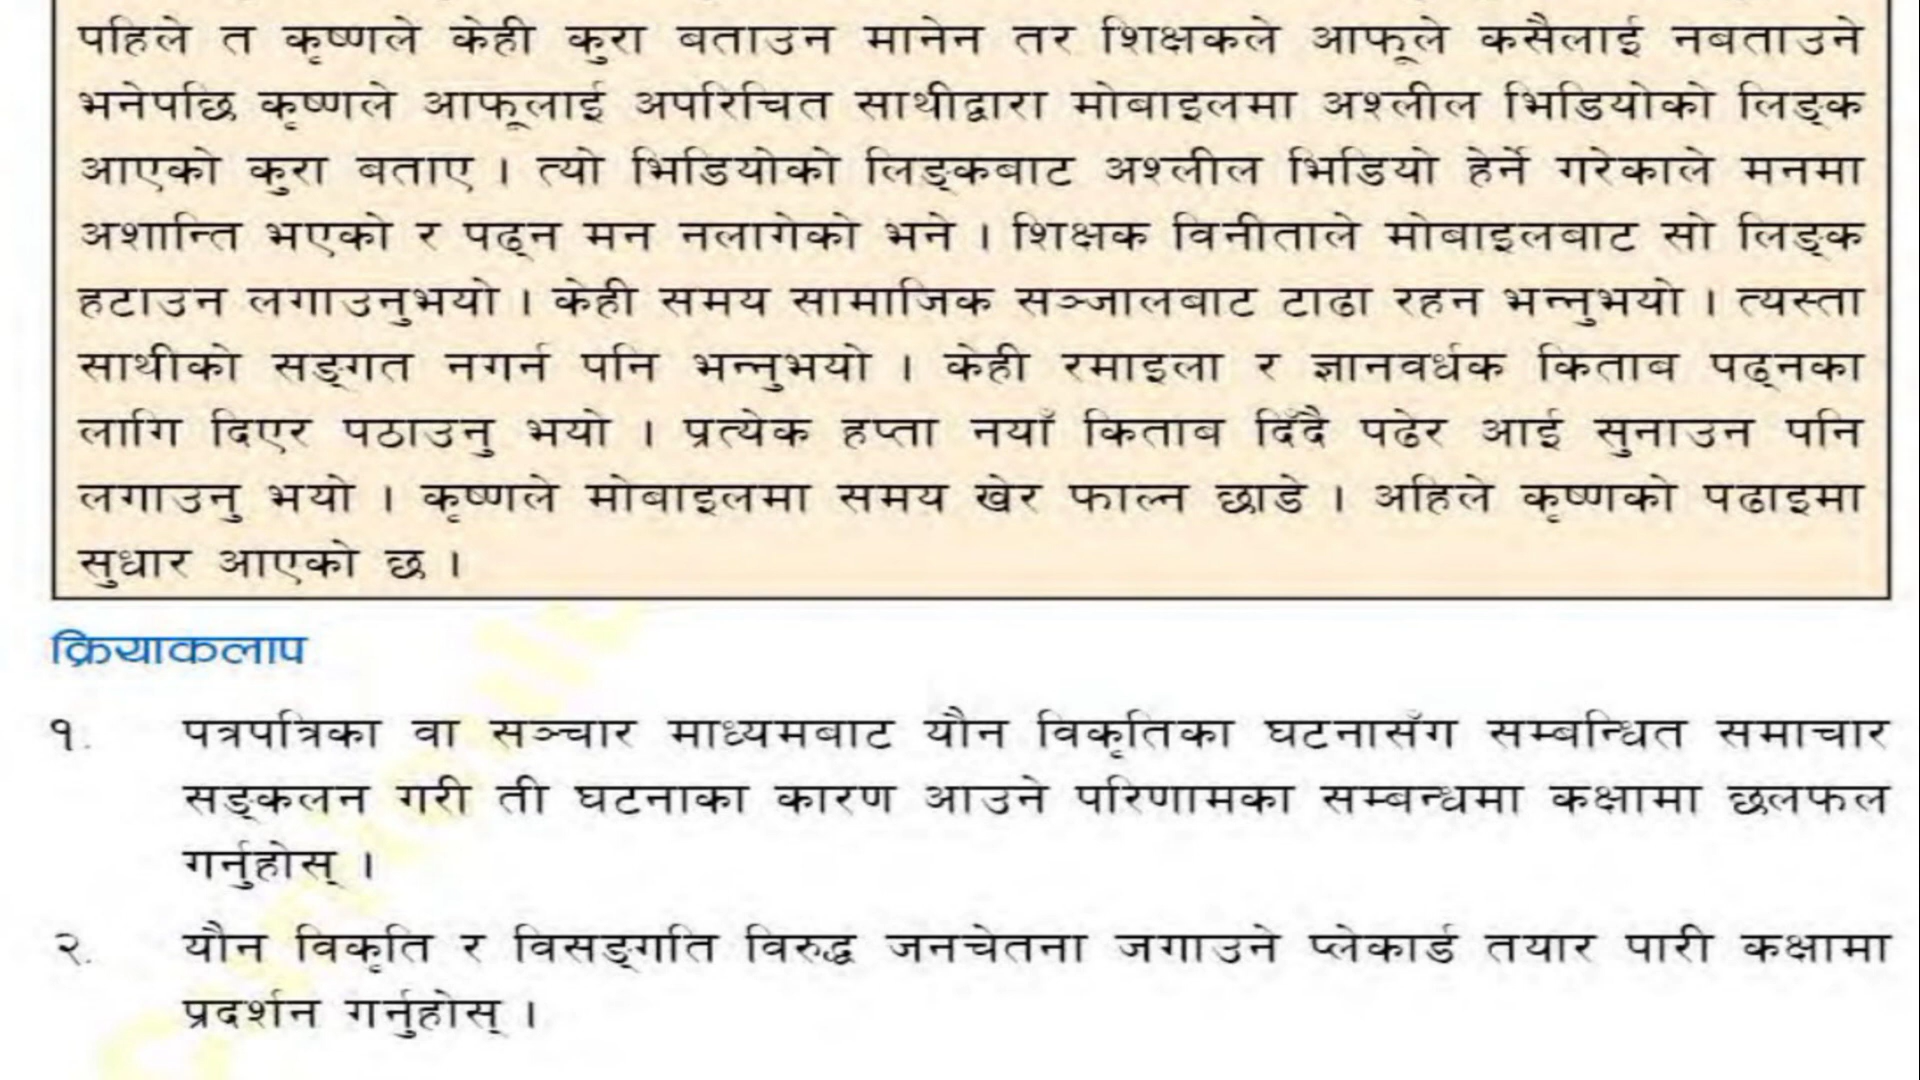 पहिले त कृष्णले केही कुरा बताउन मानेन तर शिक्षकले आफूले कसैलाई नबताउने
भनेपछि कृष्णले आफूलाई अपरिचित साथीद्वारा मोबाइलमा अश्लील भिडियोको लिङ्क
आएको कुरा बताए । त्यो भिडियोको लिङ्कबाट अश्लील भिडियो हेर्ने गरेकाले मनमा
अशान्ति भएको र पढ्न मन नलागेको भने । शिक्षक विनीताले मोबाइलबाट सो लिङ्क
हटाउन लगाउनुभयो । केही समय सामाजिक सञ्जालबाट टाढा रहन भन्नुभयो । त्यस्ता
साथीको सङ्गत नगर्न पनि भन्नुभयो । केही रमाइला र ज्ञानवर्धक किताब पढ्नका
लागि दिएर पठाउनु भयो । प्रत्येक हप्ता नयाँ किताब दिँदै पढेर आई सुनाउन पनि
लगाउनु भयो । कृष्णले मोबाइलमा समय खेर फाल्न छाडे । अहिले कृष्णको पढाइमा
सुधार आएको छ ।
क्रियाकलाप
१. पत्रपत्रिका वा सञ्चार माध्यमबाट यौन विकृतिका घटनासँग सम्बन्धित समाचार
सङ्कलन गरी ती घटनाका कारण आउने परिणामका सम्बन्धमा कक्षामा छलफल
गर्नुहोस् ।
२. यौन विकृति र विसङ्गति विरुद्ध जनचेतना जगाउने प्लेकार्ड तयार पारी कक्षामा
प्रदर्शन गर्नुहोस् ।